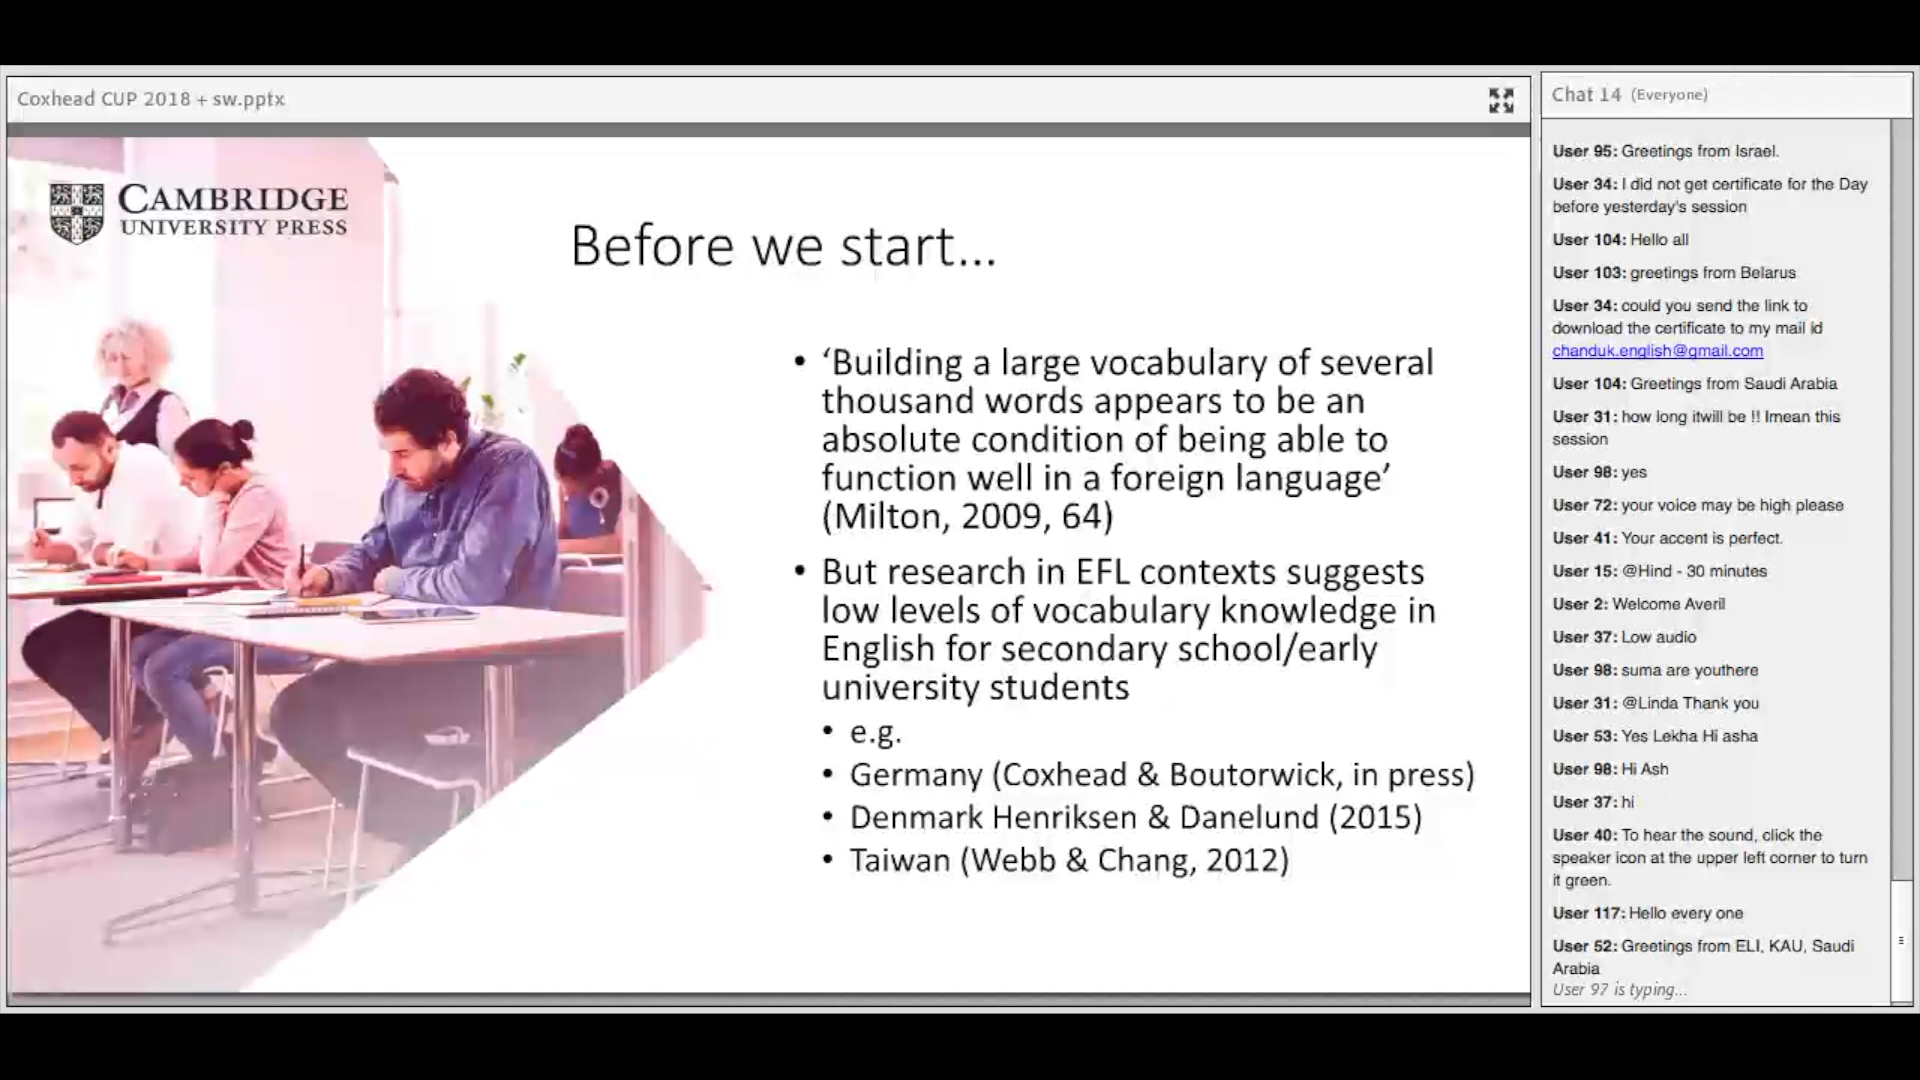 Coxhead CUP 2018 + sw.pptx
CAMBRIDGE
UNIVERSITY PRESS
Before we start...
• ‘Building a large vocabulary of several
thousand words appears to be an
absolute condition of being able to
function well in a foreign language’
(Milton, 2009, 64)
• But research in EFL contexts suggests
low levels of vocabulary knowledge in
English for secondary school/early
university students
• e.g.
• Germany (Coxhead & Boutorwick, in press)
• Denmark Henriksen & Danelund (2015)
• Taiwan (Webb & Chang, 2012)
Chat 14 (Everyone)
User 95: Greetings from Israel.
User 34: I did not get certificate for the Day
before yesterday's session
User 104: Hello all
User 103: greetings from Belarus
User 34: could you send the link to
download the certificate to my mail id
chanduk.english@gmail.com
User 104: Greetings from Saudi Arabia
User 31: how long itwill be !! Imean this
session
User 98: yes
User 72: your voice may be high please
User 41: Your accent is perfect.
User 15: @Hind - 30 minutes
User 2: Welcome Averil
User 37: Low audio
User 98: suma are youthere
User 31: @Linda Thank you
User 53: Yes Lekha Hi asha
User 98: Hi Ash
User 37: hi
User 40: To hear the sound, click the
speaker icon at the upper left corner to turn
it green.
User 117: Hello every one
User 52: Greetings from ELI, KAU, Saudi
Arabia
User 97 is typing...